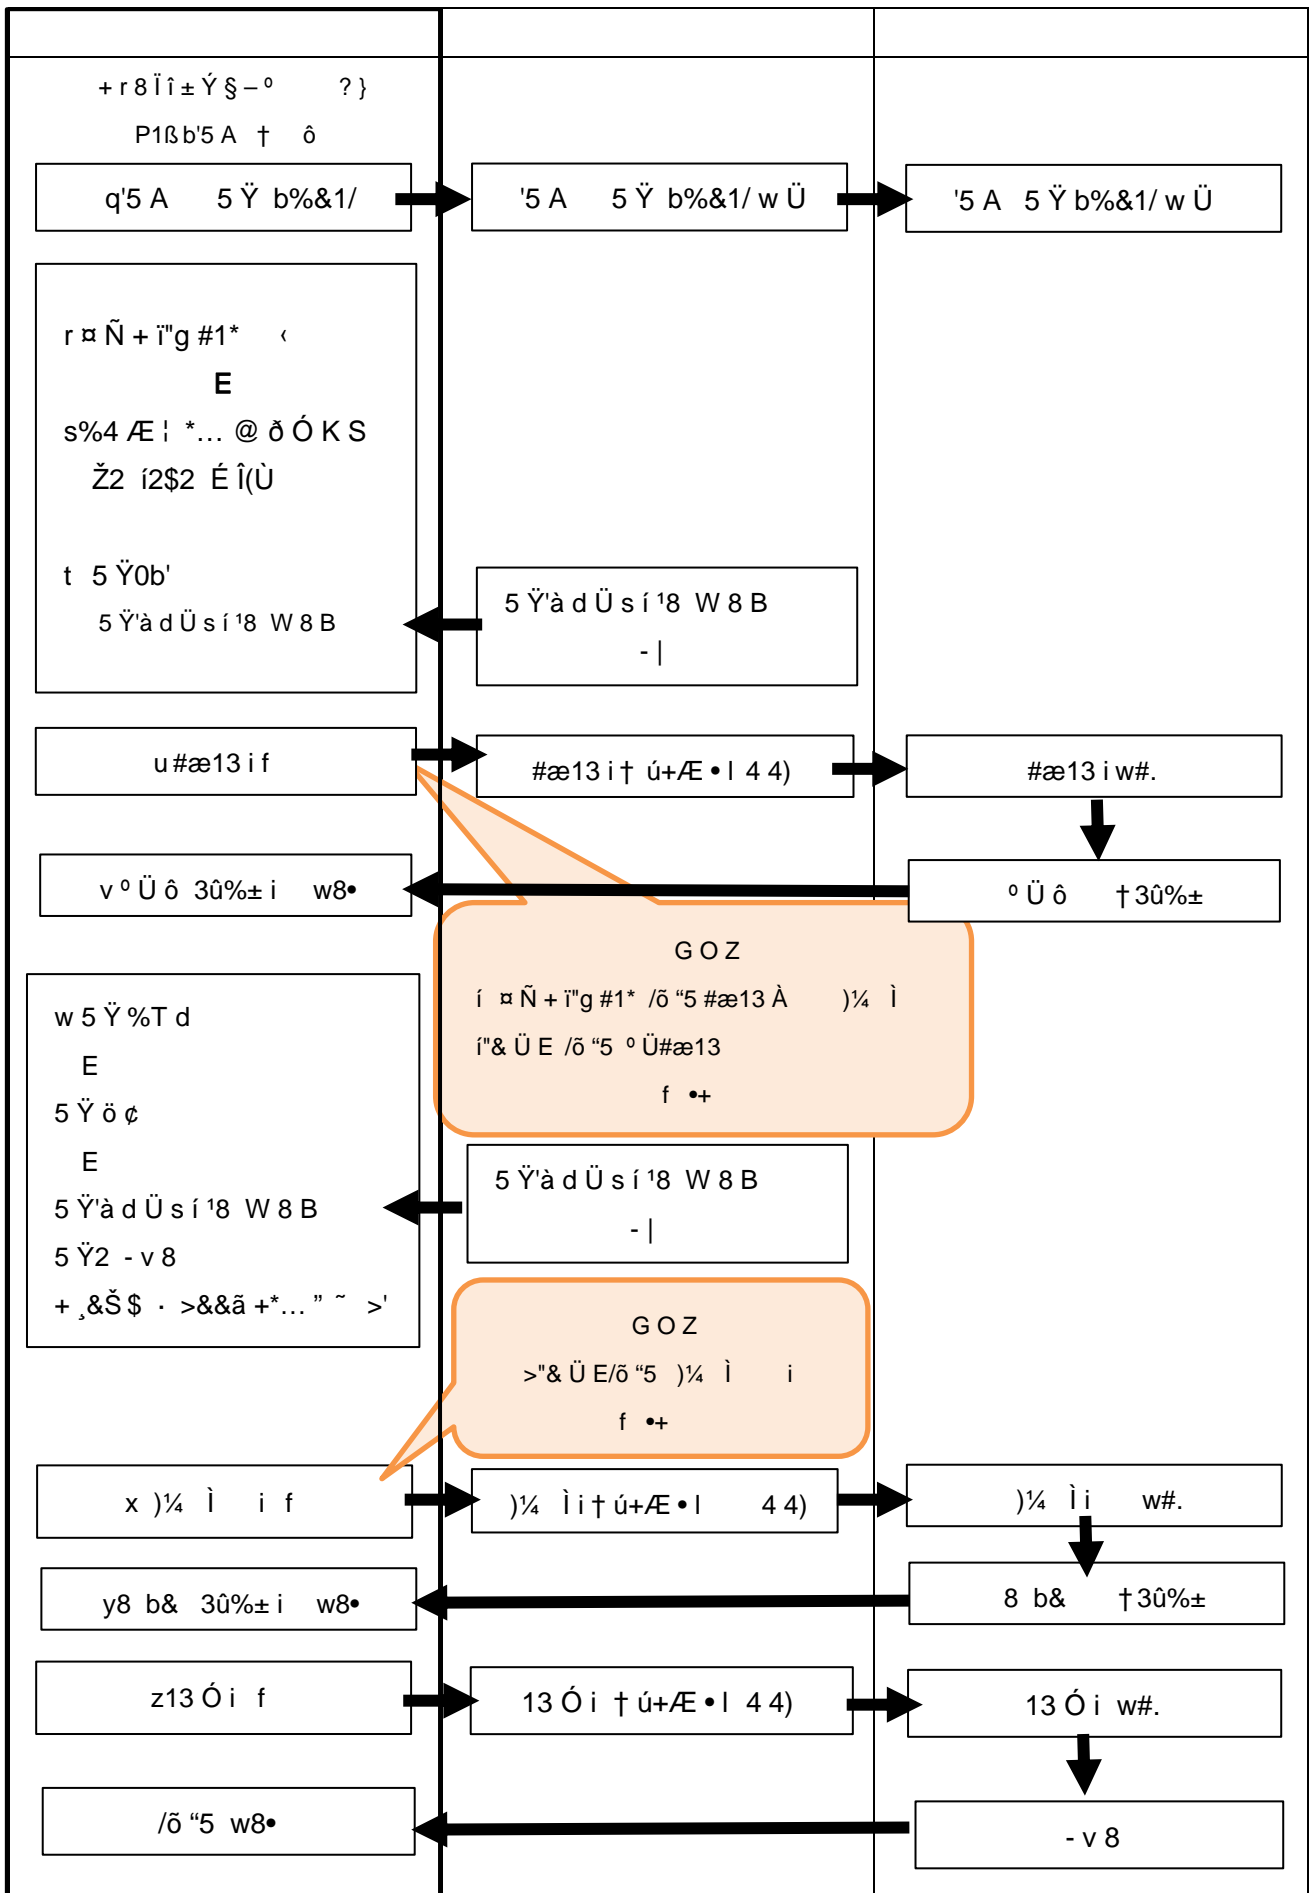 + r 8 Ï î ± Ý § – º ? }
P1ß b'5 A † ô
q'5 A 5 Ÿ b%&1/
'5 A 5 Ÿ b%&1/ w Ü
'5 A 5 Ÿ b%&1/ w Ü
r ¤ Ñ + ï"g #1* ‹
E
s%4 Æ ¦ *… @ ð Ó K S
Ž2 í2$2 É Î(Ù
t 5 Ÿ0b'
5 Ÿ'à d Ü s í ¹8 W 8 B
5 Ÿ'à d Ü s í ¹8 W 8 B
- |
u #æ13 i f
#æ13 i † ú+Æ • l 4 4)
#æ13 i w#.
v º Ü ô 3û%± i w8•
º Ü ô † 3û%±
G O Z
í ¤ Ñ + ï"g #1* /õ “5 #æ13 À )¼ Ì
í"& Ü E /õ “5 º Ü#æ13
f •+
w 5 Ÿ %T d
E
5 Ÿ ö ¢
E
5 Ÿ'à d Ü s í ¹8 W 8 B
5 Ÿ2 - v 8
+ ¸&Š $ · >&&ã +*… ” ˜ >'
5 Ÿ'à d Ü s í ¹8 W 8 B
- |
G O Z
>"& Ü E/õ “5 )¼ Ì i
f •+
x )¼ Ì i f
)¼ Ì i † ú+Æ • l 4 4)
)¼ Ì i w#.
y8 b& 3û%± i w8•
8 b& † 3û%±
z13 Ó i f
13 Ó i † ú+Æ • l 4 4)
13 Ó i w#.
/õ “5 w8•
- v 8